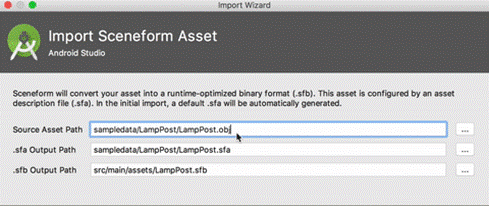 Import Wizard
Import Sceneform Asset
Android Studio
Sceneform will convert your asset into a runtime-optimized binary format (.sfb). This asset is configured by an asset
description file (.sfa). In the initial import, a default .sfa will be automatically generated.
Source Asset Path sampledata/LampPost/LampPost.obj ...
.sfa Output Path sampledata/LampPost/LampPost.sfa ...
.sfb Output Path src/main/assets/LampPost.sfb ...